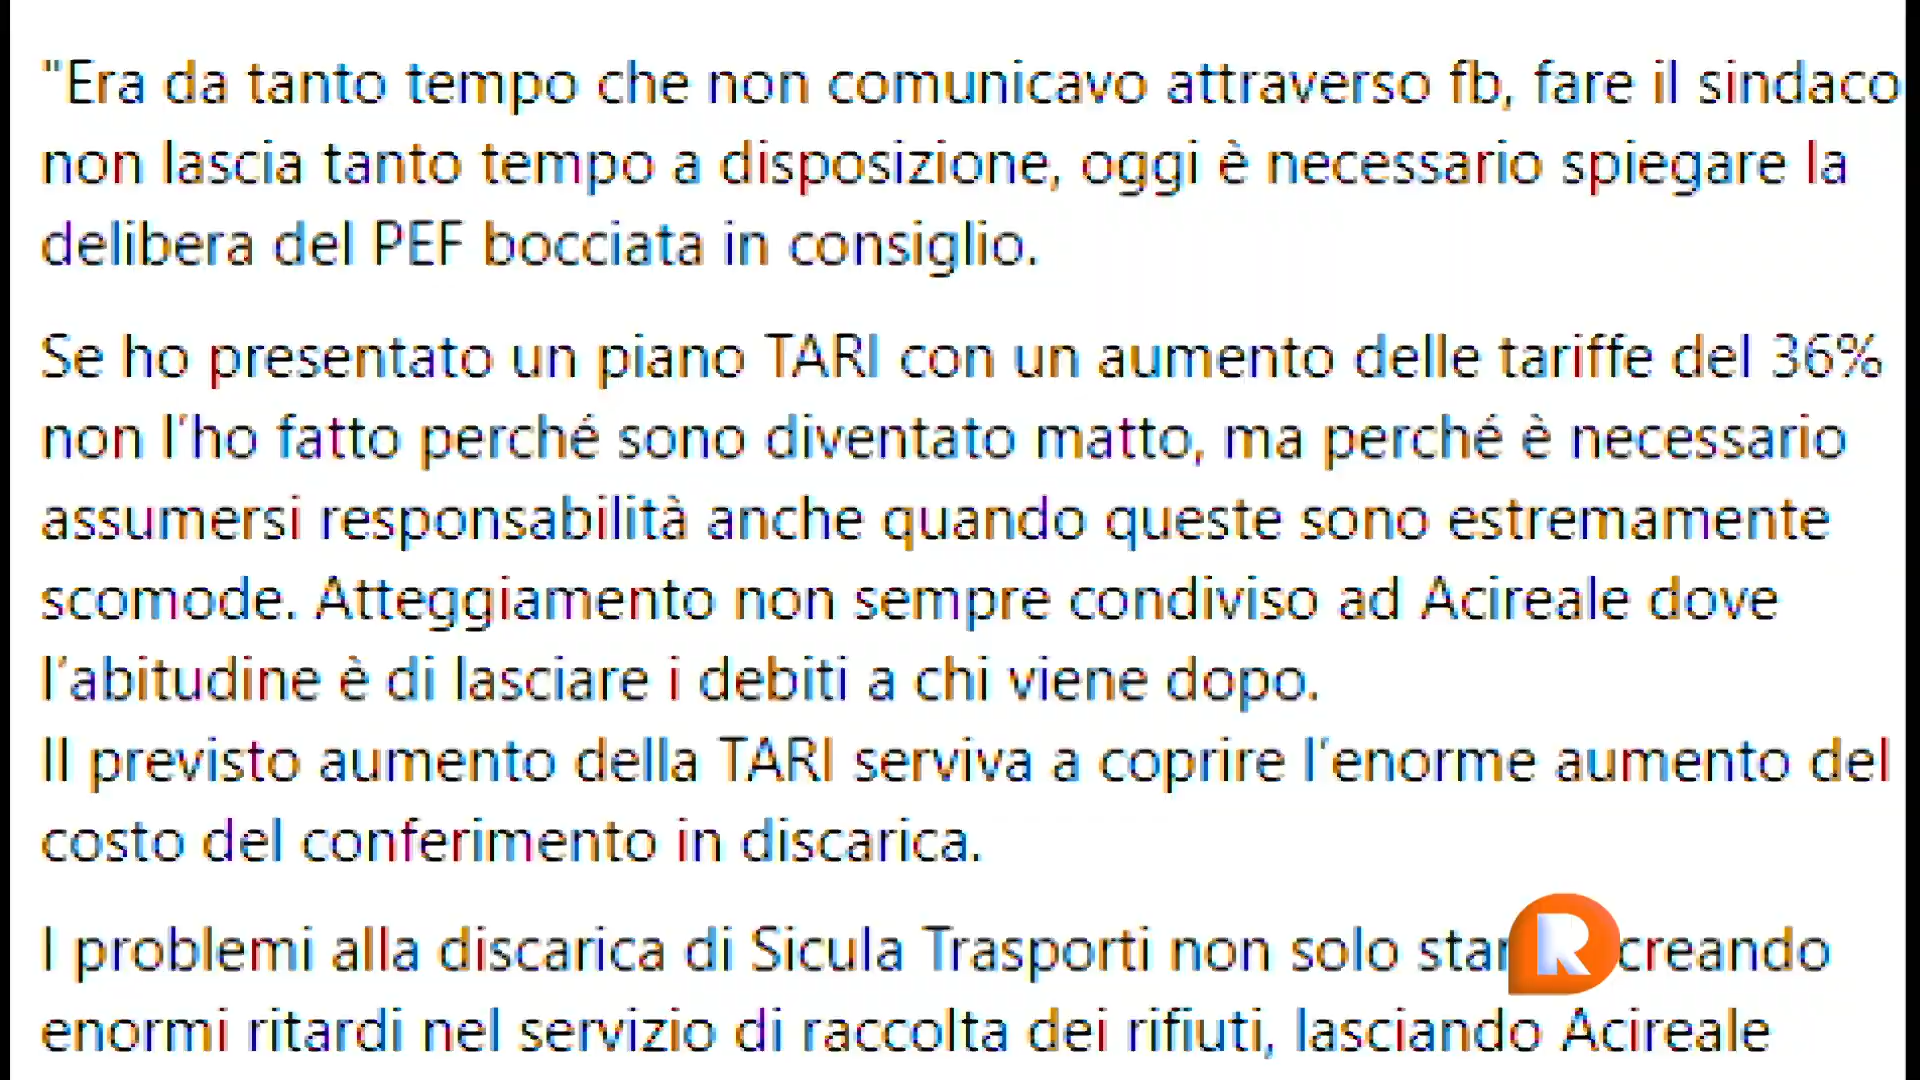 "Era da tanto tempo che non comunicavo attraverso fb, fare il sindaco
non lascia tanto tempo a disposizione, oggi è necessario spiegare la
delibera del PEF bocciata in consiglio.
Se ho presentato un piano TARI con un aumento delle tariffe del 36%
non l'ho fatto perché sono diventato matto, ma perché è necessario
assumersi responsabilità anche quando queste sono estremamente
scomode. Atteggiamento non sempre condiviso ad Acireale dove
l'abitudine è di lasciare i debiti a chi viene dopo.
Il previsto aumento della TARI serviva a coprire l'enorme aumento del
costo del conferimento in discarica.
I problemi alla discarica di Sicula Trasporti non solo R creando
enormi ritardi nel servizio di raccolta dei rifiuti, lasciando Acireale